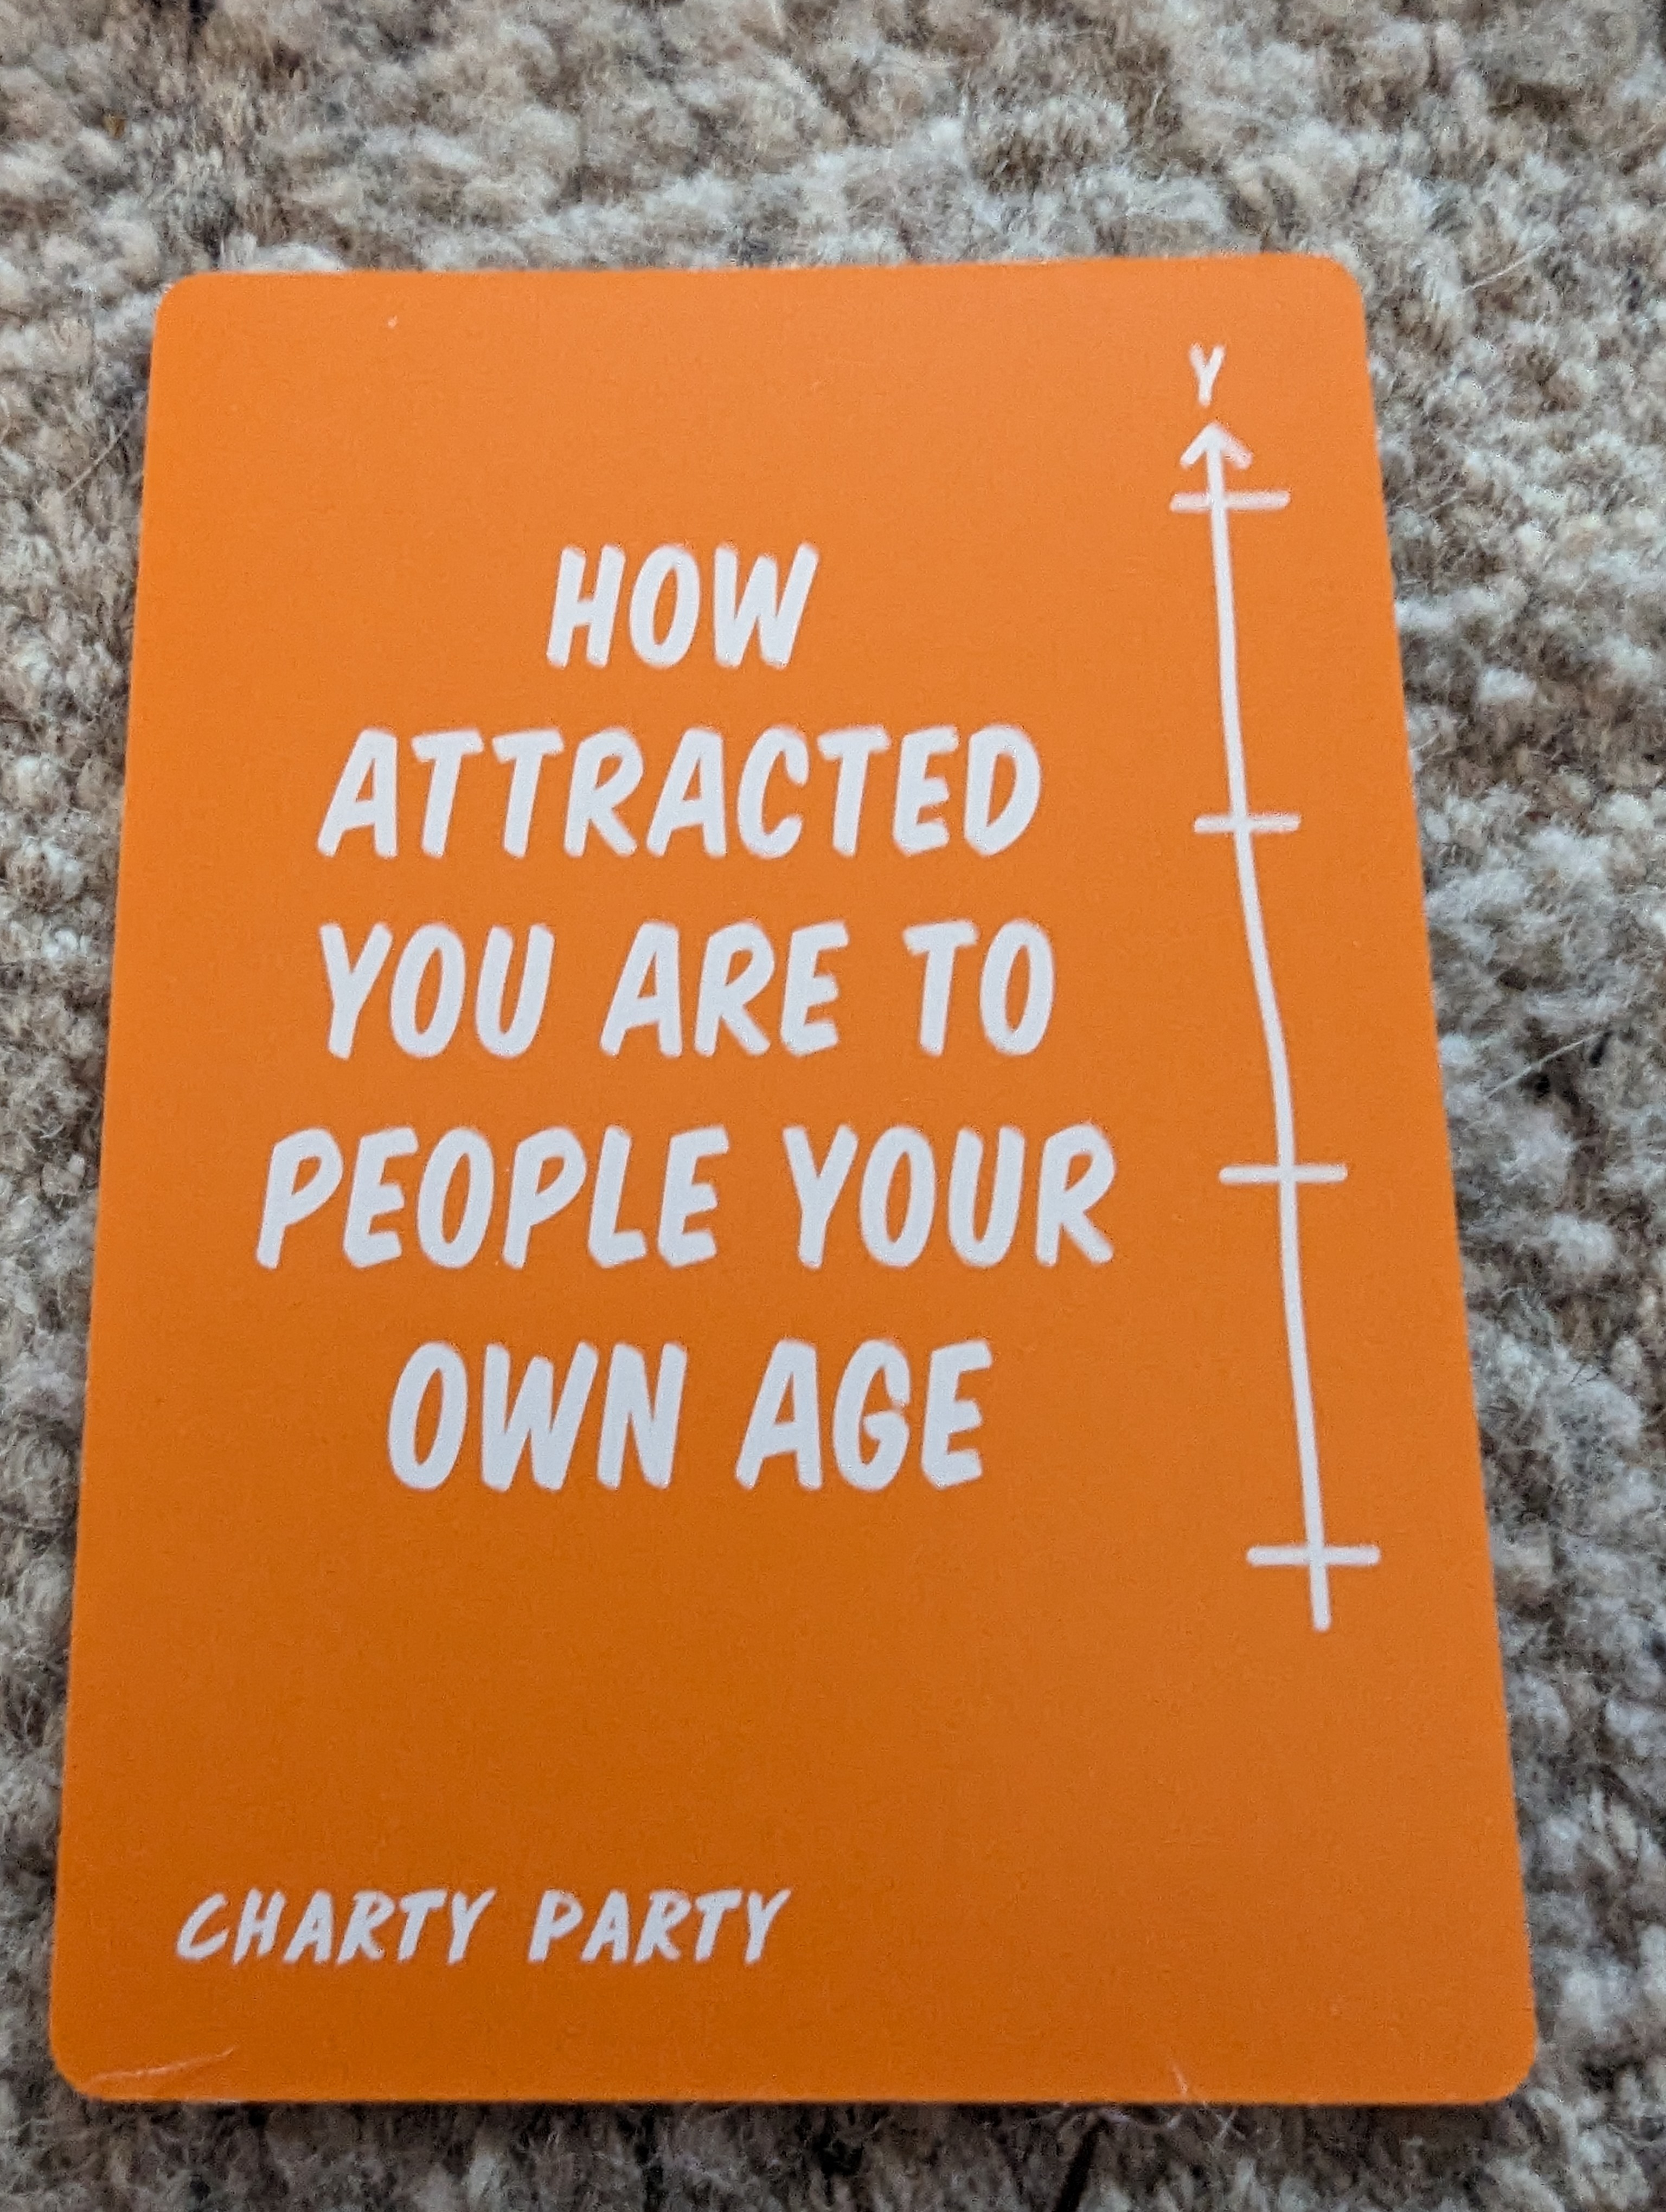 Y
HOW
ATTRACTED
YOU ARE TO
PEOPLE YOUR
OWN AGE
CHARTY PARTY